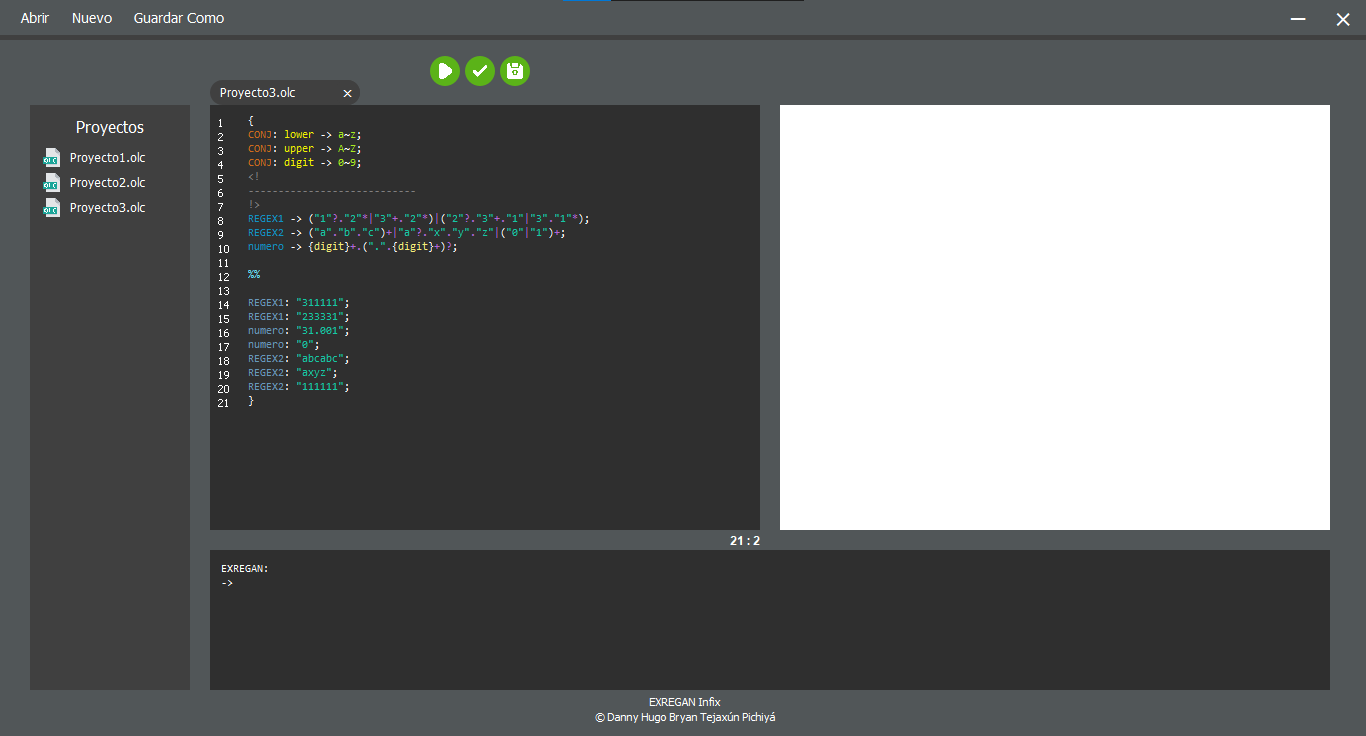 Abrir Nuevo Guardar Como
Proyecto3.olc
Proyectos
Proyecto1.olc
Proyecto2.olc
Proyecto3.olc
1 {
2 CONJ: lower -> a~z;
3 CONJ: upper -> A~Z;
4 CONJ: digit -> 0~9;
5 <!
6 ----------------------------
7 !>
8 REGEX1 -> ("1"?."2"*|"3"+."2"*)|("2"?."3"+."1"|"3"."1"*);
9 REGEX2 -> ("a"."b"."c")+|"a"?."x"."y"."z"|("0"|"1")+;
10 numero -> {digit}+.(".".{digit}+)?;
11
12 %%
13
14 REGEX1: "311111";
15 REGEX1: "233331";
16 numero: "31.001";
17 numero: "0";
18 REGEX2: "abcabc";
19 REGEX2: "axyz";
20 REGEX2: "111111";
21 }
21 : 2
EXREGAN:
->
EXREGAN Infix
© Danny Hugo Bryan Tejaxún Pichiyá